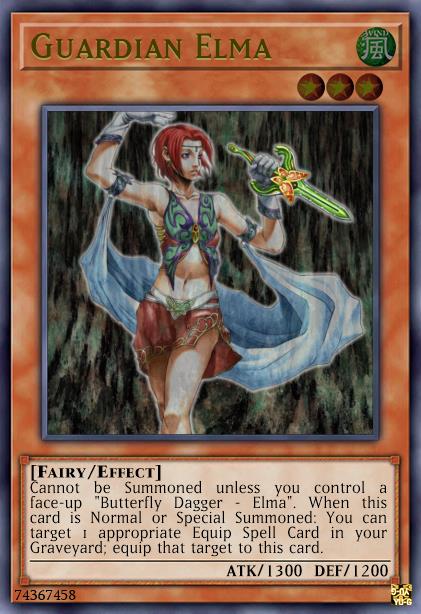 GUARDIAN ELMA
WIND
風
[FAIRY/EFFECT]
Cannot be Summoned unless you control a
face-up "Butterfly Dagger - Elma". When this
card is Normal or Special Summoned: You can
target 1 appropriate Equip Spell Card in your
Graveyard; equip that target to this card.
ATK/1300 DEF/1200
74367458